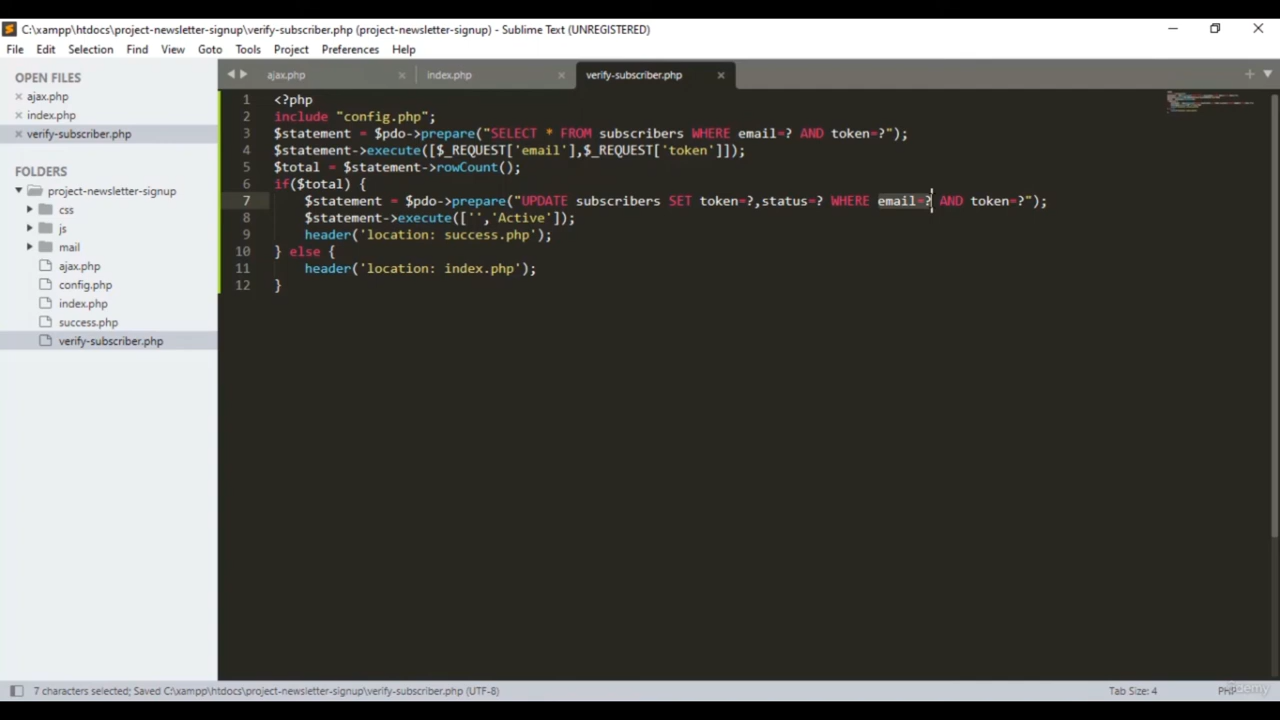 C:\xampp\htdocs\project-newsletter-signup\verify-subscriber.php (project-newsletter-signup) - Sublime Text (UNREGISTERED)
File Edit Selection Find View Goto Tools Project Preferences Help
OPEN FILES
ajax.php
index.php
verify-subscriber.php
FOLDERS
project-newsletter-signup
css
js
mail
ajax.php
config.php
index.php
success.php
verify-subscriber.php
ajax.php index.php verify-subscriber.php
1 <?php
2 include "config.php";
3 $statement = $pdo->prepare("SELECT * FROM subscribers WHERE email=? AND token=?");
4 $statement->execute([$_REQUEST['email'],$_REQUEST['token']]);
5 $total = $statement->rowCount();
6 if($total) {
7 $statement = $pdo->prepare("UPDATE subscribers SET token=?,status=? WHERE email=? AND token=?");
8 $statement->execute(['','Active']);
9 header('location: success.php');
10 } else {
11 header('location: index.php');
12 }
7 characters selected; Saved C:\xampp\htdocs\project-newsletter-signup\verify-subscriber.php (UTF-8)
Tab Size: 4
PHP